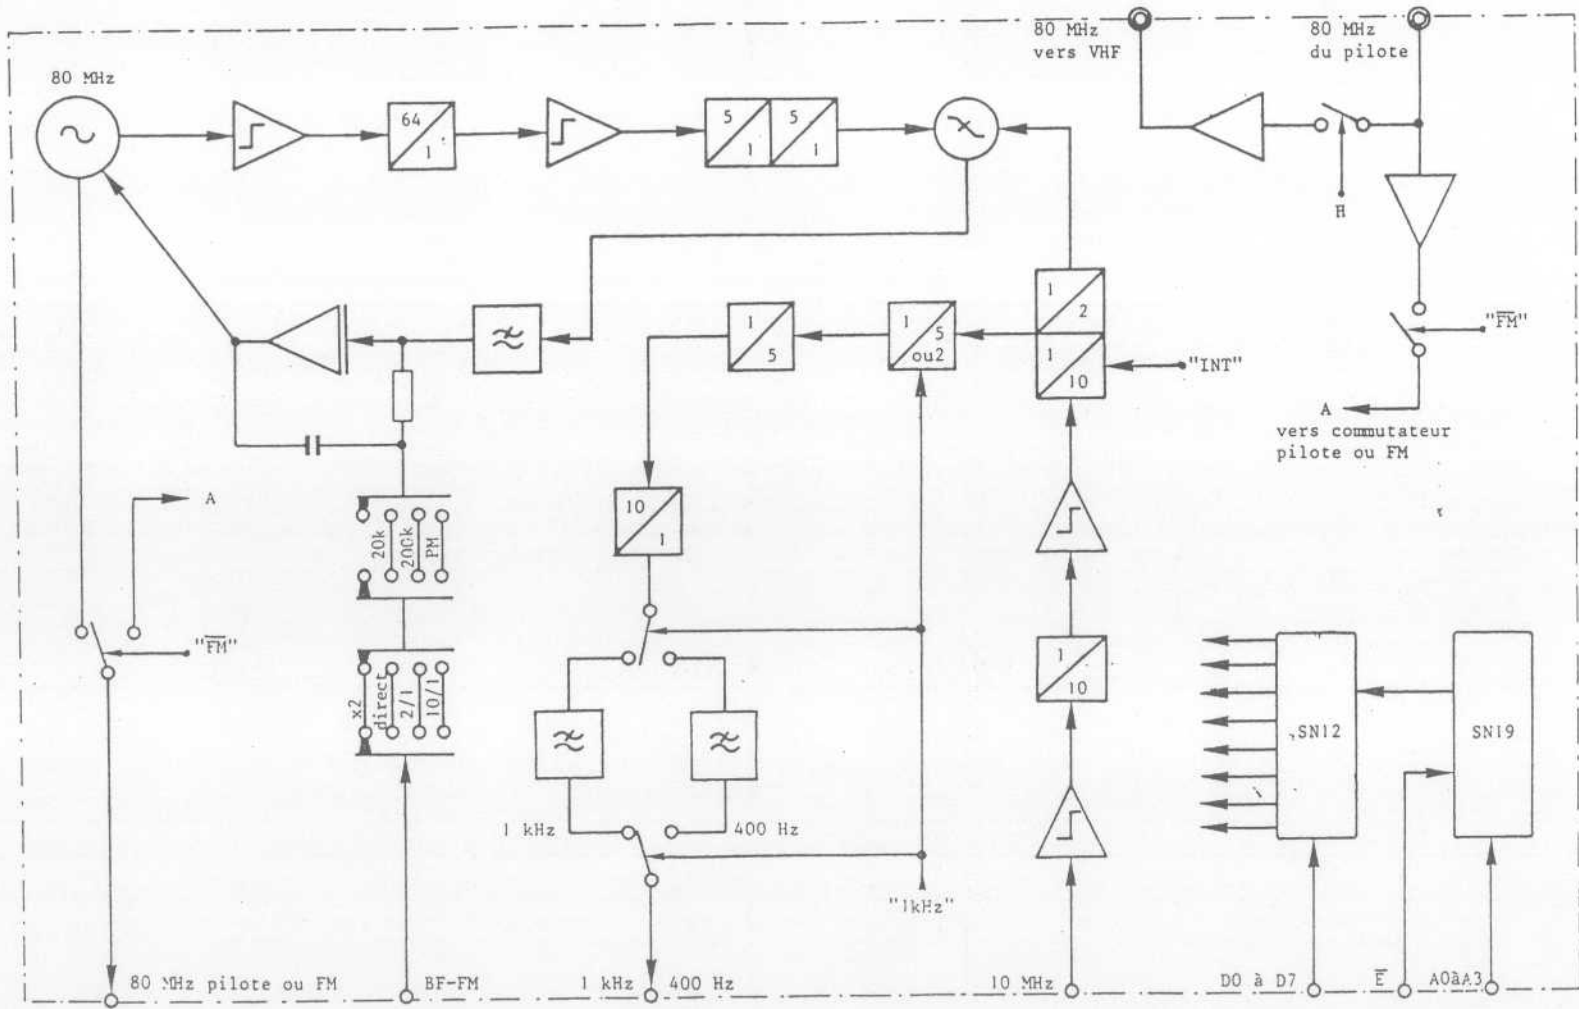 80 MHz
vers VHF
80 MHz
du pilote
80 MHz
64
1
5
1
5
1
H
1
2
1
10
"INT"
1
5
ou2
1
5
"FM"
A
vers commutateur
pilote ou FM
A
20k
200k
PM
10
1
"FM"
x2
direct
2/1
10/1
1
10
SN12
SN19
1 kHz
400 Hz
"1kHz"
80 MHz pilote ou FM
BF-FM
1 kHz
400 Hz
10 MHz
D0 à D7
E
A0àA3